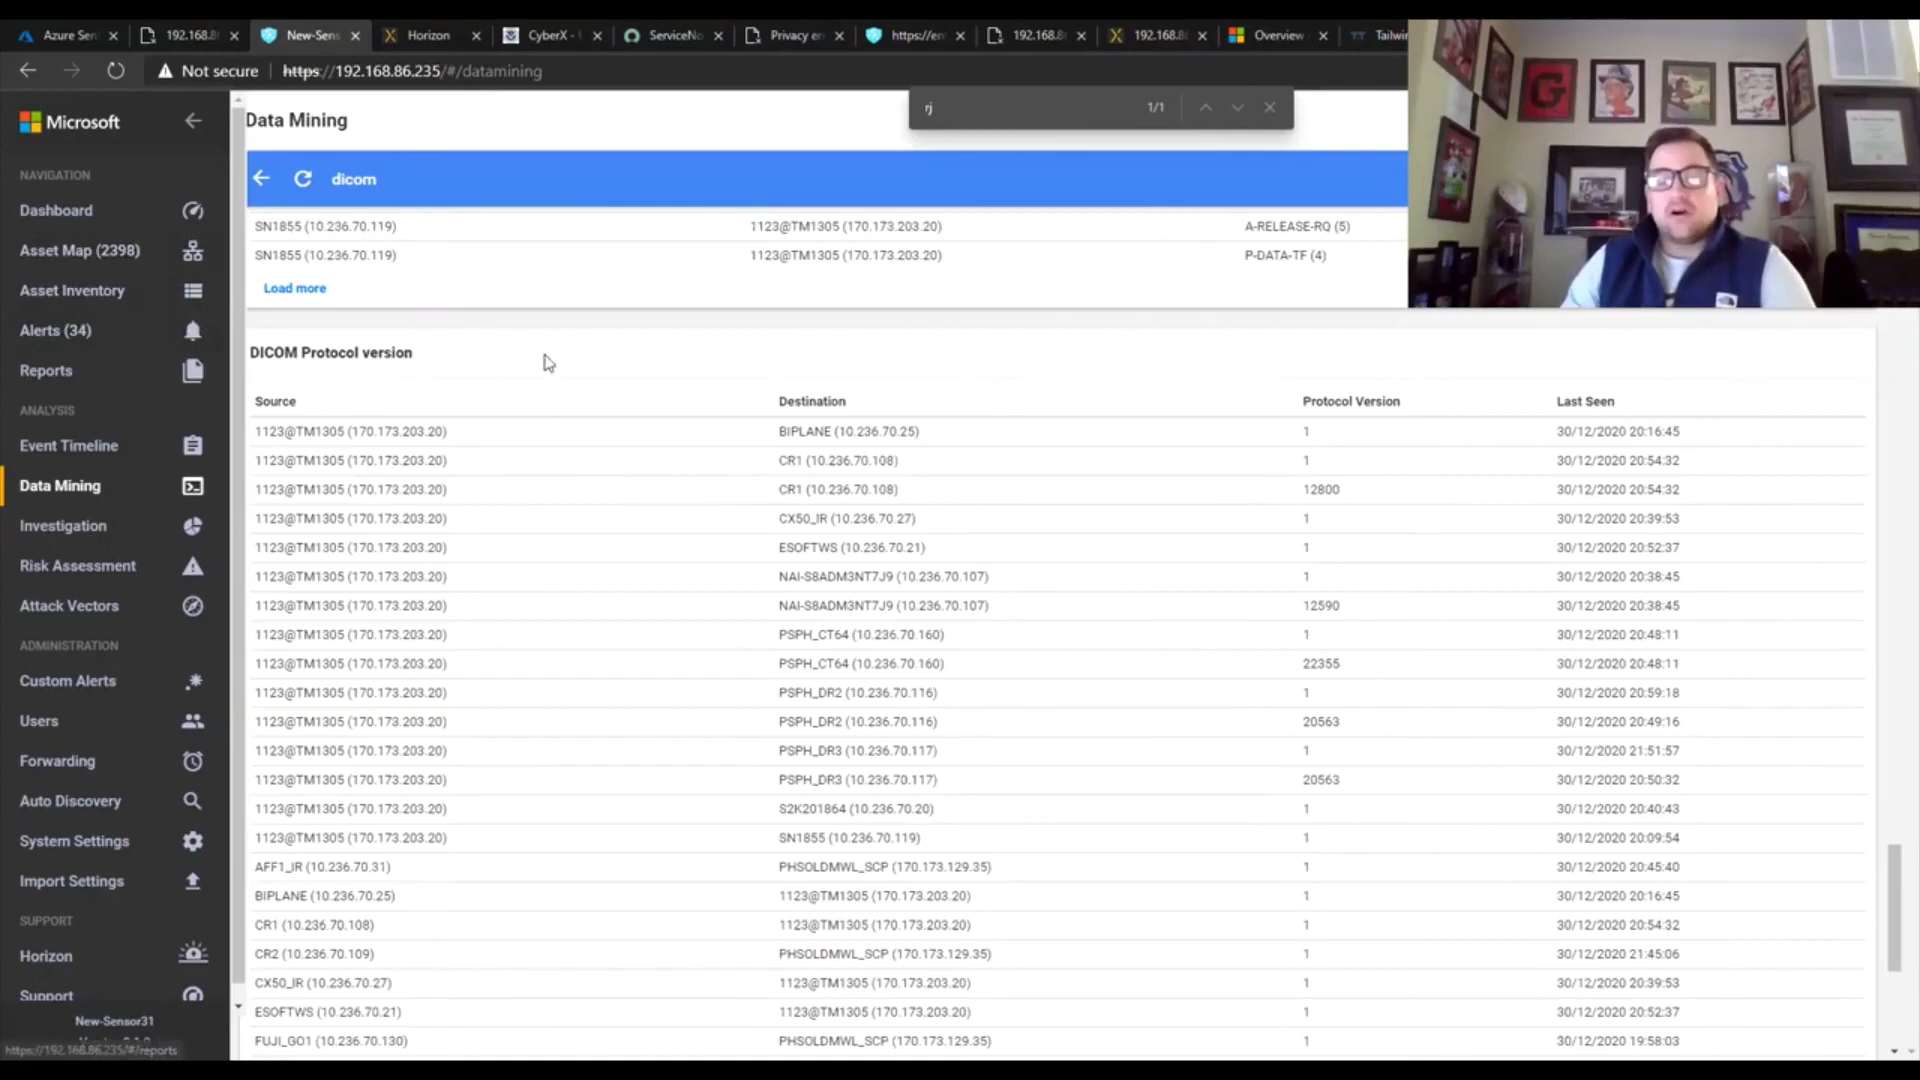 Azure Sen
192.168.8
New-Sens
Horizon
CyberX -
ServiceNo
Privacy er
https://en
192.168.8
192.168.8
Overview
Tailwi
Not secure
https://192.168.86.235/#/datamining
rj 1/1
Microsoft
NAVIGATION
Dashboard
Asset Map (2398)
Asset Inventory
Alerts (34)
Reports
ANALYSIS
Event Timeline
Data Mining
Investigation
Risk Assessment
Attack Vectors
ADMINISTRATION
Custom Alerts
Users
Forwarding
Auto Discovery
System Settings
Import Settings
SUPPORT
Horizon
Support
New-Sensor31
https://192.168.86.235/#/reports
Data Mining
dicom
SN1855 (10.236.70.119) 1123@TM1305 (170.173.203.20) A-RELEASE-RQ (5)
SN1855 (10.236.70.119) 1123@TM1305 (170.173.203.20) P-DATA-TF (4)
Load more
DICOM Protocol version
Source Destination Protocol Version Last Seen
1123@TM1305 (170.173.203.20) BIPLANE (10.236.70.25) 1 30/12/2020 20:16:45
1123@TM1305 (170.173.203.20) CR1 (10.236.70.108) 1 30/12/2020 20:54:32
1123@TM1305 (170.173.203.20) CR1 (10.236.70.108) 12800 30/12/2020 20:54:32
1123@TM1305 (170.173.203.20) CX50_IR (10.236.70.27) 1 30/12/2020 20:39:53
1123@TM1305 (170.173.203.20) ESOFTWS (10.236.70.21) 1 30/12/2020 20:52:37
1123@TM1305 (170.173.203.20) NAI-S8ADM3NT7J9 (10.236.70.107) 1 30/12/2020 20:38:45
1123@TM1305 (170.173.203.20) NAI-S8ADM3NT7J9 (10.236.70.107) 12590 30/12/2020 20:38:45
1123@TM1305 (170.173.203.20) PSPH_CT64 (10.236.70.160) 1 30/12/2020 20:48:11
1123@TM1305 (170.173.203.20) PSPH_CT64 (10.236.70.160) 22355 30/12/2020 20:48:11
1123@TM1305 (170.173.203.20) PSPH_DR2 (10.236.70.116) 1 30/12/2020 20:59:18
1123@TM1305 (170.173.203.20) PSPH_DR2 (10.236.70.116) 20563 30/12/2020 20:49:16
1123@TM1305 (170.173.203.20) PSPH_DR3 (10.236.70.117) 1 30/12/2020 21:51:57
1123@TM1305 (170.173.203.20) PSPH_DR3 (10.236.70.117) 20563 30/12/2020 20:50:32
1123@TM1305 (170.173.203.20) S2K201864 (10.236.70.20) 1 30/12/2020 20:40:43
1123@TM1305 (170.173.203.20) SN1855 (10.236.70.119) 1 30/12/2020 20:09:54
AFF1_IR (10.236.70.31) PHSOLDMWL_SCP (170.173.129.35) 1 30/12/2020 20:45:40
BIPLANE (10.236.70.25) 1123@TM1305 (170.173.203.20) 1 30/12/2020 20:16:45
CR1 (10.236.70.108) 1123@TM1305 (170.173.203.20) 1 30/12/2020 20:54:32
CR2 (10.236.70.109) PHSOLDMWL_SCP (170.173.129.35) 1 30/12/2020 21:45:06
CX50_IR (10.236.70.27) 1123@TM1305 (170.173.203.20) 1 30/12/2020 20:39:53
ESOFTWS (10.236.70.21) 1123@TM1305 (170.173.203.20) 1 30/12/2020 20:52:37
FUJI_GO1 (10.236.70.130) PHSOLDMWL_SCP (170.173.129.35) 1 30/12/2020 19:58:03